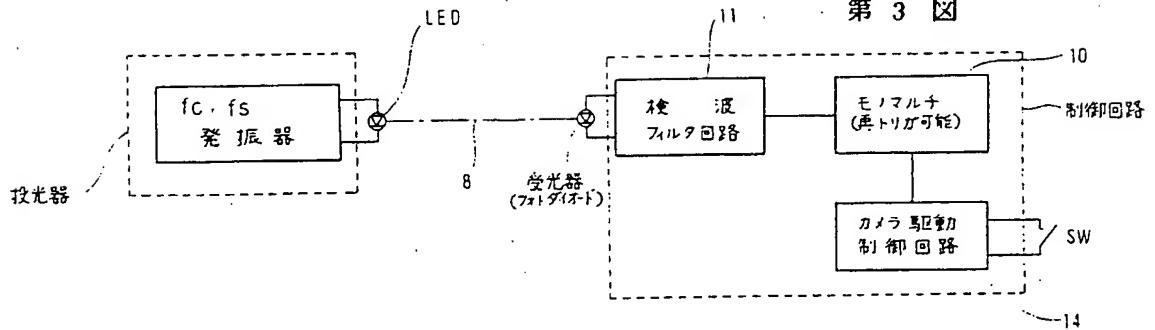 第 3 図
LED
11
10
fc, fs
発 振 器
検 波
フィルタ回路
モノマルチ
(再トリガ可能)
制御回路
投光器
8
受光器
(フォトダイオード)
カメラ駆動
制御回路
SW
14